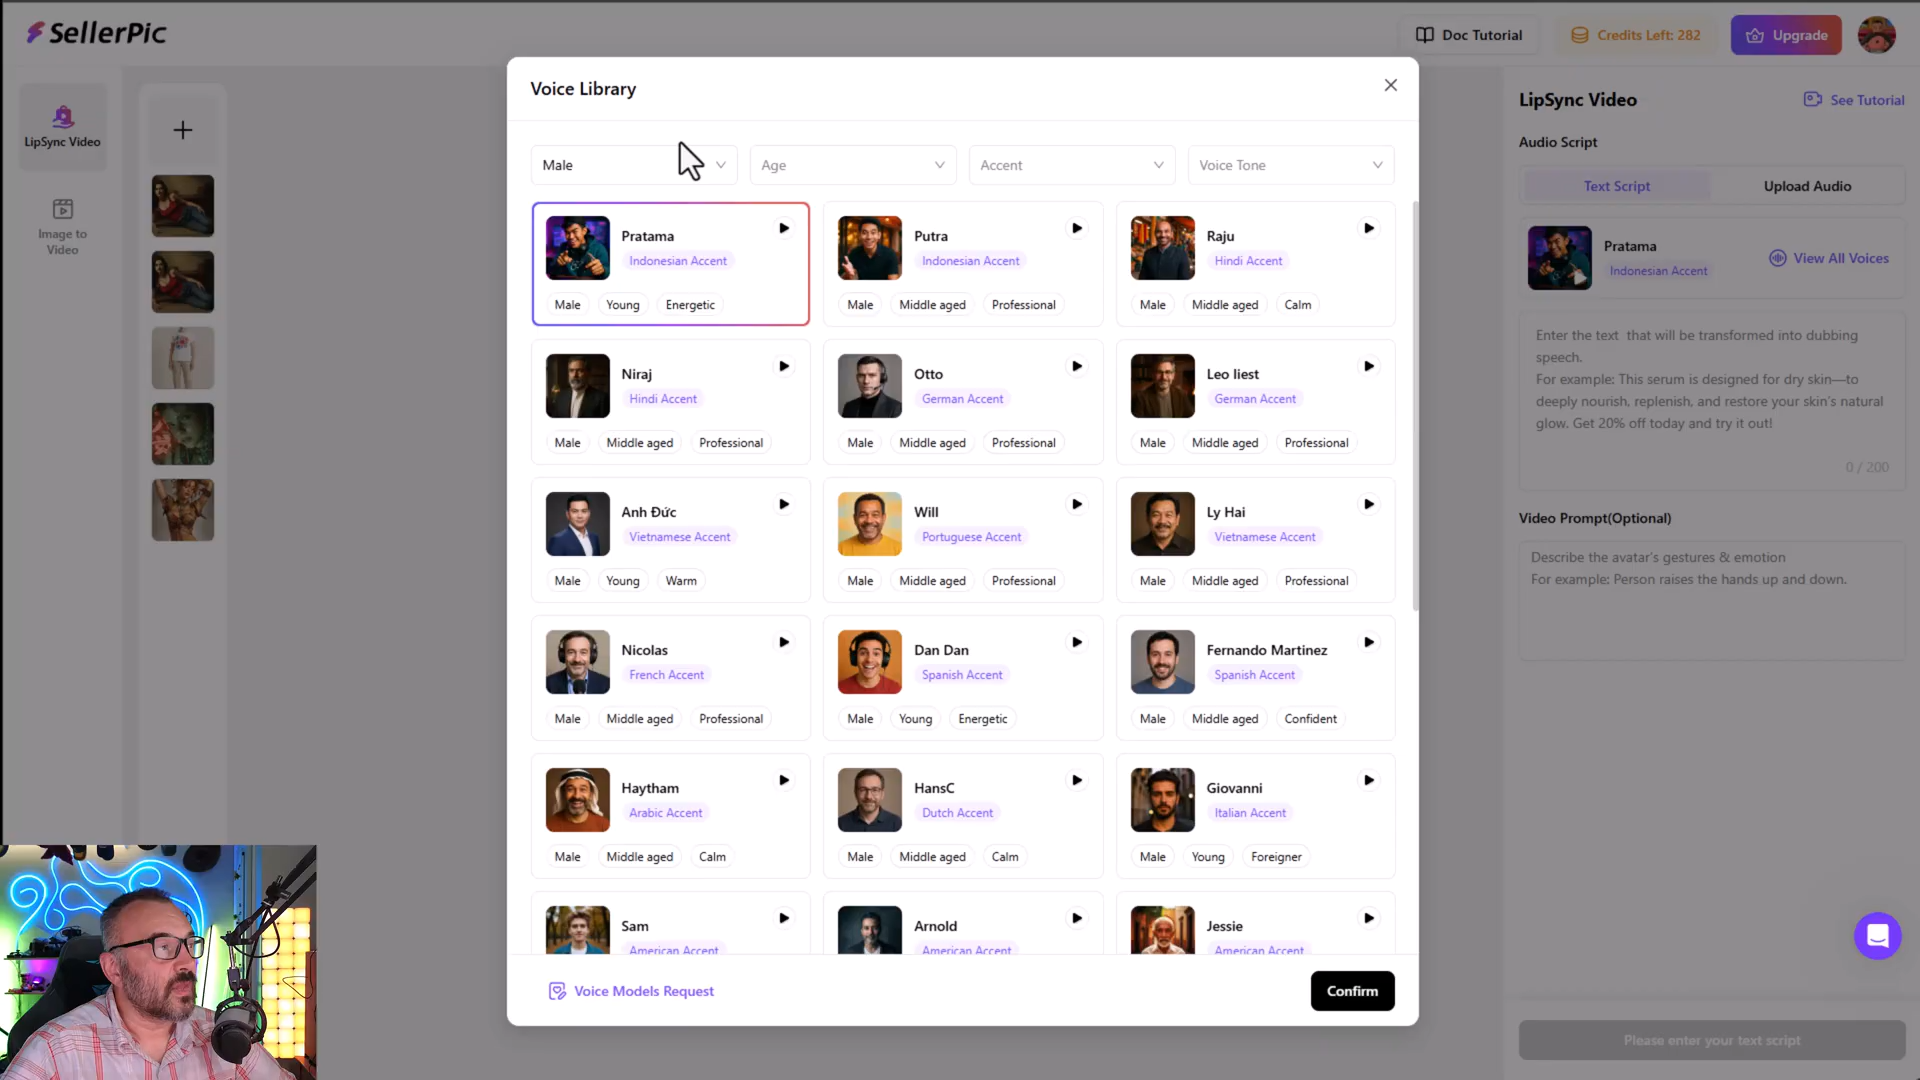 SellerPic
Doc Tutorial
Credits Left: 282
Upgrade
LipSync Video
Image to
Video
Voice Library
Male
Age
Accent
Voice Tone
Pratama
Indonesian Accent
Male Young Energetic
Putra
Indonesian Accent
Male Middle aged Professional
Raju
Hindi Accent
Male Middle aged Calm
Niraj
Hindi Accent
Male Middle aged Professional
Otto
German Accent
Male Middle aged Professional
Leo liest
German Accent
Male Middle aged Professional
Anh Đức
Vietnamese Accent
Male Young Warm
Will
Portuguese Accent
Male Middle aged Professional
Ly Hai
Vietnamese Accent
Male Middle aged Professional
Nicolas
French Accent
Male Middle aged Professional
Dan Dan
Spanish Accent
Male Young Energetic
Fernando Martinez
Spanish Accent
Male Middle aged Confident
Haytham
Arabic Accent
Male Middle aged Calm
HansC
Dutch Accent
Male Middle aged Calm
Giovanni
Italian Accent
Male Young Foreigner
Sam
American Accent
Arnold
American Accent
Jessie
American Accent
Voice Models Request
Confirm
LipSync Video
See Tutorial
Audio Script
Text Script
Upload Audio
Pratama
Indonesian Accent
View All Voices
Enter the text that will be transformed into dubbing
speech.
For example: This serum is designed for dry skin—to
deeply nourish, replenish, and restore your skin's natural
glow. Get 20% off today and try it out!
0 / 200
Video Prompt(Optional)
Describe the avatar's gestures & emotion
For example: Person raises the hands up and down.
Please enter your text script